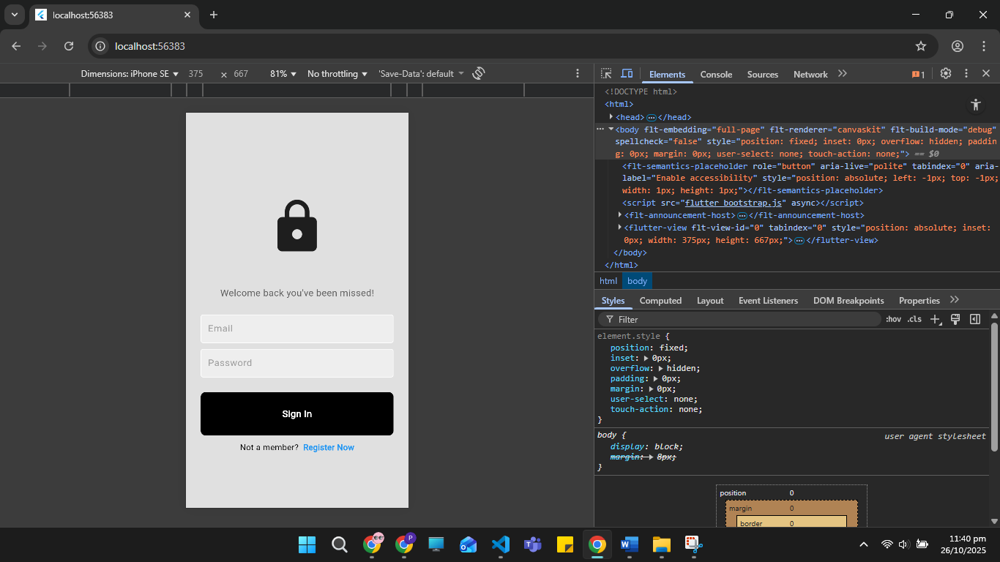 localhost:56383
localhost:56383
Dimensions: iPhone SE 375 × 667 81% No throttling 'Save-Data': default
Welcome back you've been missed!
Email
Password
Sign In
Not a member? Register Now
Elements Console Sources Network 1
<!DOCTYPE html>
<html>
<head> </head>
<body flt-embedding="full-page" flt-renderer="canvaskit" flt-build-mode="debug"
spellcheck="false" style="position: fixed; inset: 0px; overflow: hidden; paddin
g: 0px; margin: 0px; user-select: none; touch-action: none;"> == $0
<flt-semantics-placeholder role="button" aria-live="polite" tabindex="0" aria-
label="Enable accessibility" style="position: absolute; left: -1px; top: -1px;
width: 1px; height: 1px;"></flt-semantics-placeholder>
<script src="flutter_bootstrap.js" async></script>
<flt-announcement-host> </flt-announcement-host>
<flutter-view flt-view-id="0" tabindex="0" style="position: absolute; inset:
0px; width: 375px; height: 667px;"> </flutter-view>
</body>
</html>
html body
Styles Computed Layout Event Listeners DOM Breakpoints Properties
Filter :hov .cls
element.style {
position: fixed;
inset: 0px;
overflow: hidden;
padding: 0px;
margin: 0px;
user-select: none;
touch-action: none;
}
body { user agent stylesheet
display: block;
margin: 8px;
}
position 0
margin 0
border 0
11:40 pm
26/10/2025